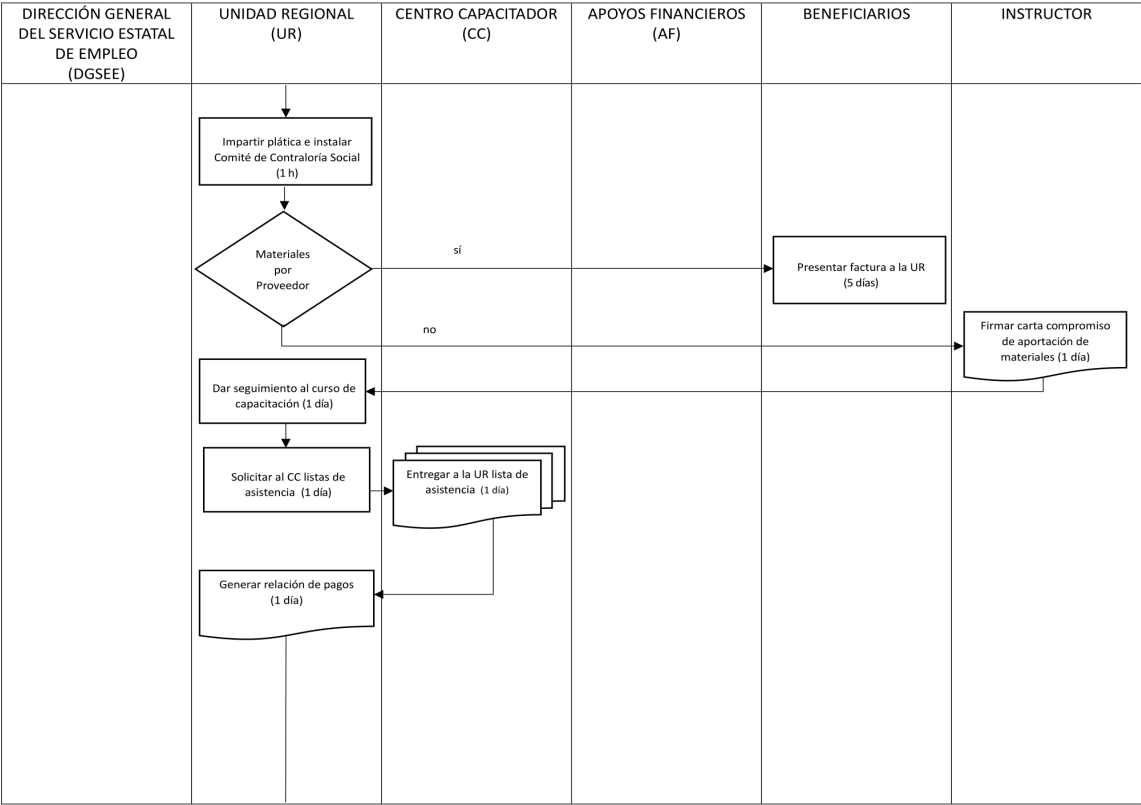 DIRECCIÓN GENERAL
DEL SERVICIO ESTATAL
DE EMPLEO
(DGSEE)
UNIDAD REGIONAL
(UR)
CENTRO CAPACITADOR
(CC)
APOYOS FINANCIEROS
(AF)
BENEFICIARIOS
INSTRUCTOR
Impartir plática e instalar
Comité de Contraloría Social
(1 h)
Materiales
por
Proveedor
sí
Presentar factura a la UR
(5 días)
no
Firmar carta compromiso
de aportación de
materiales (1 día)
Dar seguimiento al curso de
capacitación (1 día)
Solicitar al CC listas de
asistencia (1 día)
Entregar a la UR lista de
asistencia (1 día)
Generar relación de pagos
(1 día)